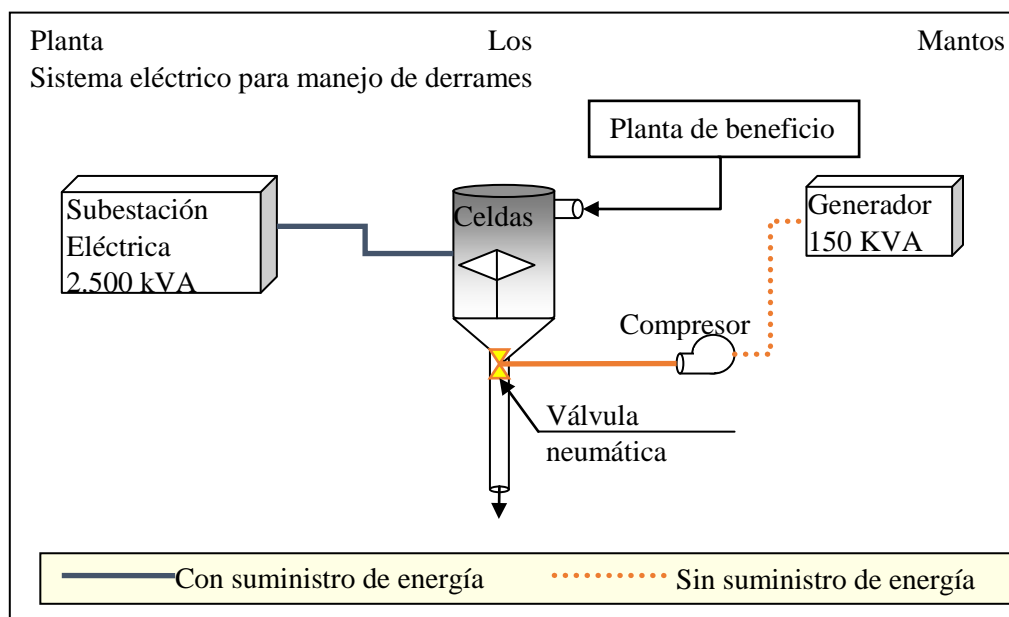 Planta Los Mantos
Sistema eléctrico para manejo de derrames
Planta de beneficio
Subestación
Eléctrica
2.500 kVA
Celdas
Generador
150 KVA
Compresor
Válvula
neumática
Con suministro de energía
Sin suministro de energía